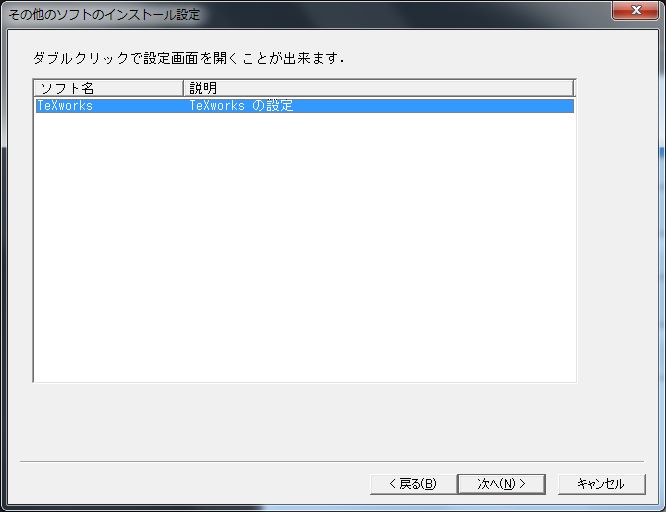 その他のソフトのインストール設定
ダブルクリックで設定画面を開くことが出来ます.
ソフト名 説明
TeXworks TeXworks の設定
< 戻る(B) 次へ(N) > キャンセル